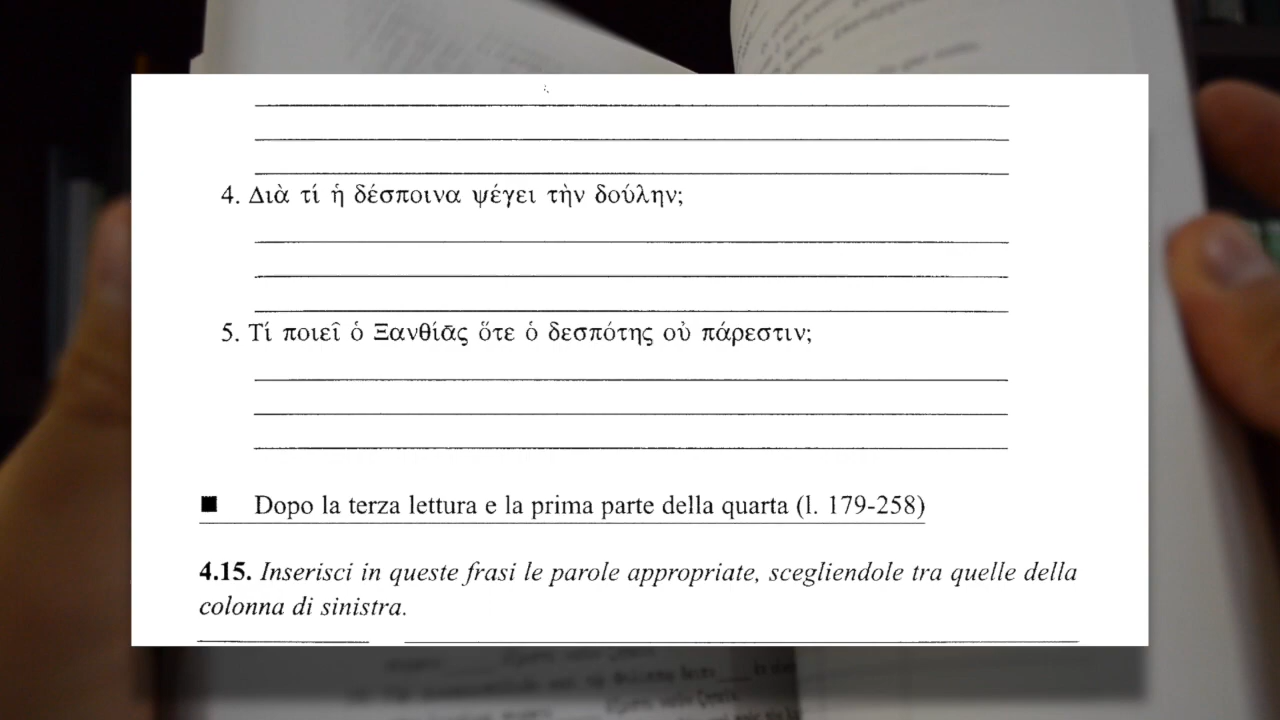 4. Διὰ τί ἡ δέσποινα ψέγει τὴν δούλην;
5. Τί ποιεῖ ὁ Ξανθίᾱς ὅτε ὁ δεσπότης οὐ πάρεστιν;
■ Dopo la terza lettura e la prima parte della quarta (l. 179-258)
4.15. Inserisci in queste frasi le parole appropriate, scegliendole tra quelle della
colonna di sinistra.